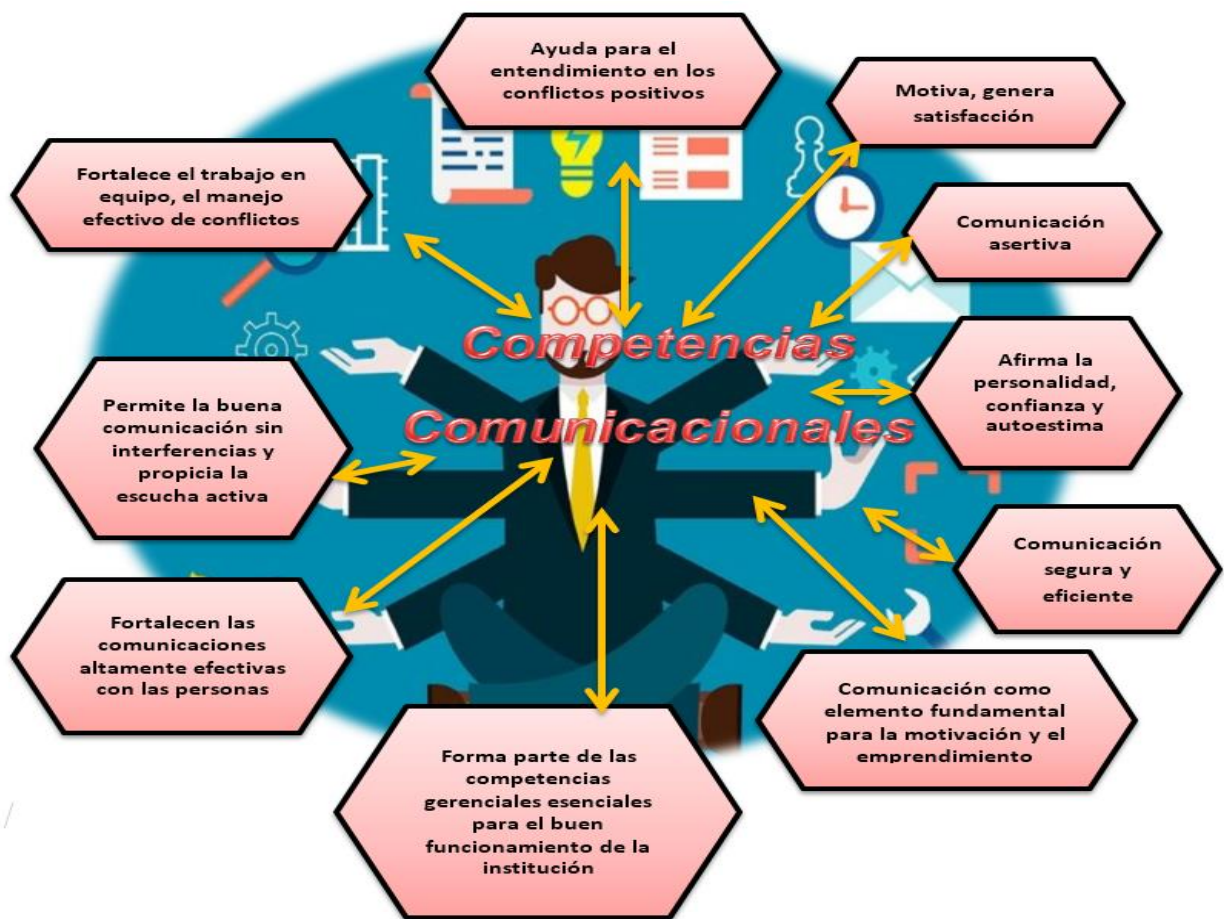 Ayuda para el
entendimiento en los
conflictos positivos
Motiva, genera
satisfacción
Fortalece el trabajo en
equipo, el manejo
efectivo de conflictos
Comunicación
asertiva
Competencias
Comunicacionales
Afirma la
personalidad,
confianza y
autoestima
Permite la buena
comunicación sin
interferencias y
propicia la
escucha activa
Comunicación
segura y
eficiente
Fortalecen las
comunicaciones
altamente efectivas
con las personas
Comunicación como
elemento fundamental
para la motivación y el
emprendimiento
Forma parte de las
competencias
gerenciales esenciales
para el buen
funcionamiento de la
institución